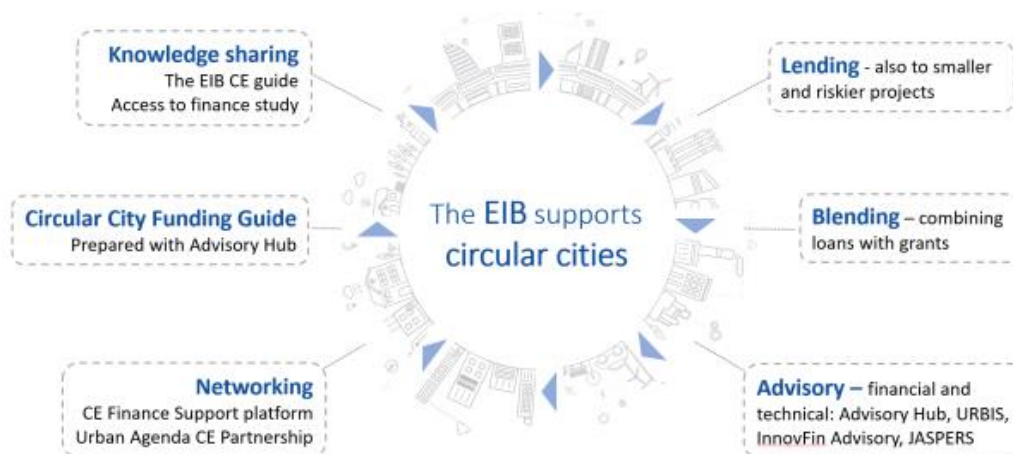 Knowledge sharing
The EIB CE guide
Access to finance study
Lending - also to smaller
and riskier projects
Circular City Funding Guide
Prepared with Advisory Hub
The EIB supports
circular cities
Blending – combining
loans with grants
Networking
CE Finance Support platform
Urban Agenda CE Partnership
Advisory – financial and
technical: Advisory Hub, URBIS,
InnovFin Advisory, JASPERS